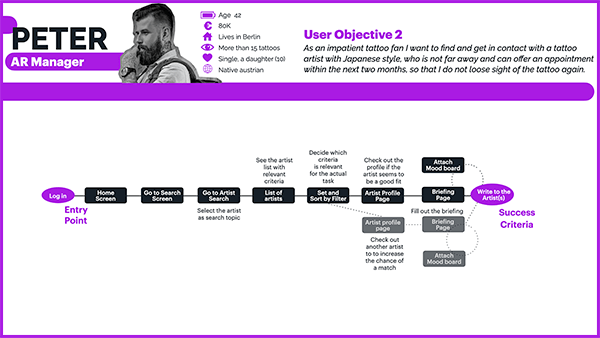 PETER
AR Manager
Age 42
80K
Lives in Berlin
More than 15 tattoos
Single, a daughter (10)
Native austrian
User Objective 2
As an impatient tattoo fan I want to find and get in contact with a tattoo
artist with Japanese style, who is not far away and can offer an appointment
within the next two months, so that I do not loose sight of the tattoo again.
Log in
Entry
Point
Home
Screen
Go to Search
Screen
Go to Artist
Search
Select the artist
as search topic
See the artist
list with
relevant
criteria
List of
artists
Decide which
criteria is
relevant
for the actual
task
Set and
Sort by Filter
Check out the
profile if the
artist seems to
be a good fit
Artist Profile
Page
Attach
Mood board
Briefing
Page
Fill out the briefing
Write to the
Artist(s)
Success
Criteria
Artist profile
page
Check out
another artist
to to increase
the chance of
a match
Briefing
Page
Attach
Mood board